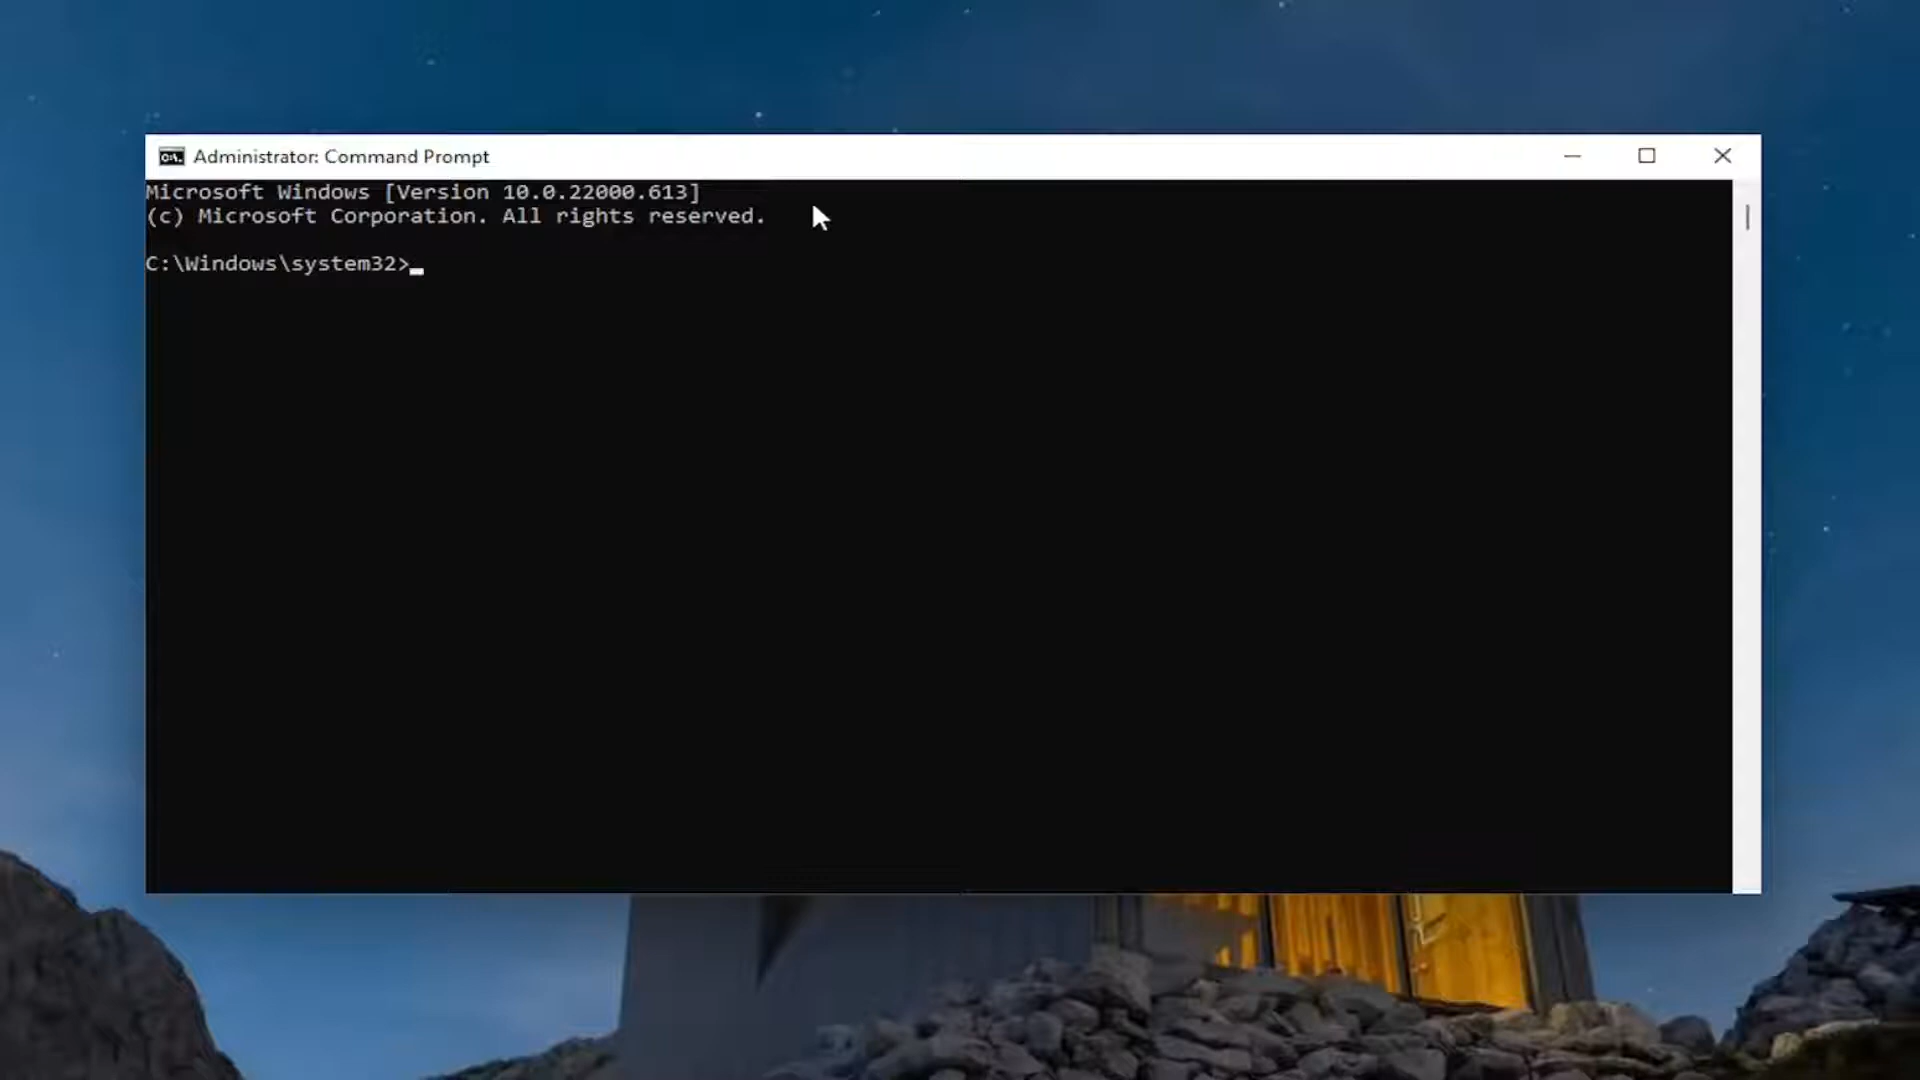 Administrator: Command Prompt
Microsoft Windows [Version 10.0.22000.613]
(c) Microsoft Corporation. All rights reserved.
C:\Windows\system32>